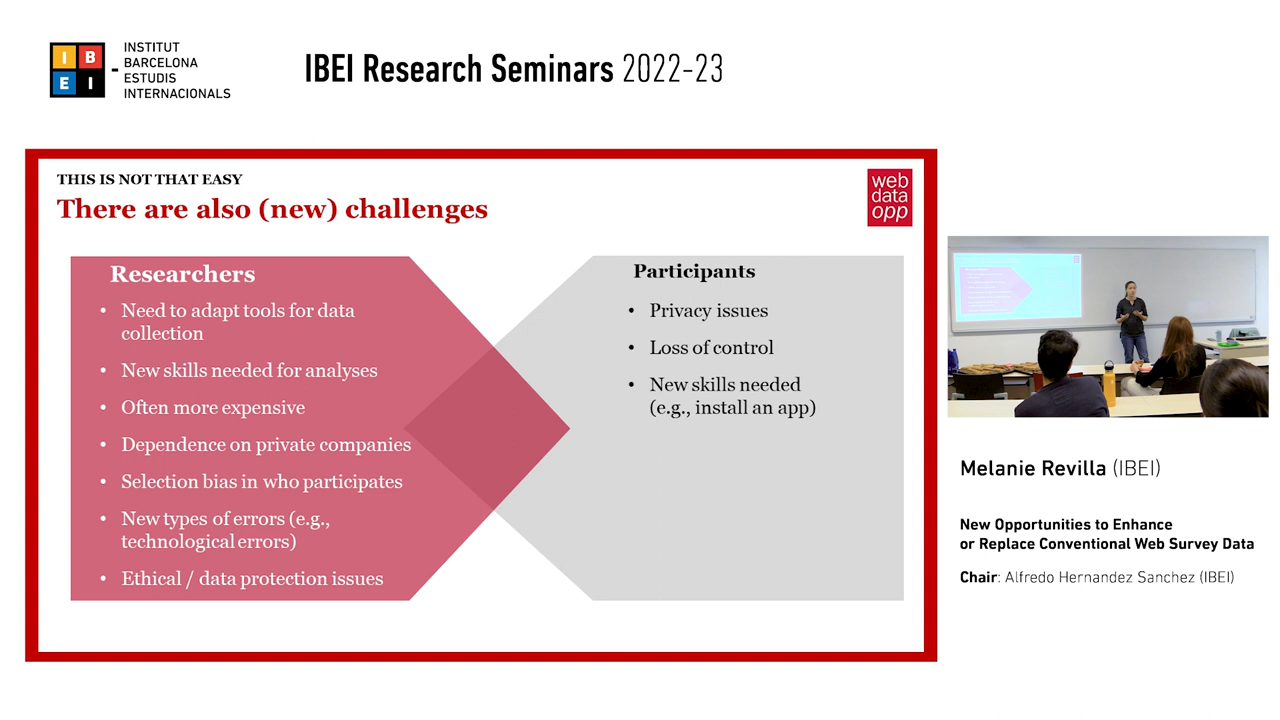 I B E I
INSTITUT
BARCELONA
ESTUDIS
INTERNACIONALS
IBEI Research Seminars 2022-23
THIS IS NOT THAT EASY
There are also (new) challenges
web
data
opp
Researchers
• Need to adapt tools for data
collection
• New skills needed for analyses
• Often more expensive
• Dependence on private companies
• Selection bias in who participates
• New types of errors (e.g.,
technological errors)
• Ethical / data protection issues
Participants
• Privacy issues
• Loss of control
• New skills needed
(e.g., install an app)
Melanie Revilla (IBEI)
New Opportunities to Enhance
or Replace Conventional Web Survey Data
Chair: Alfredo Hernandez Sanchez (IBEI)